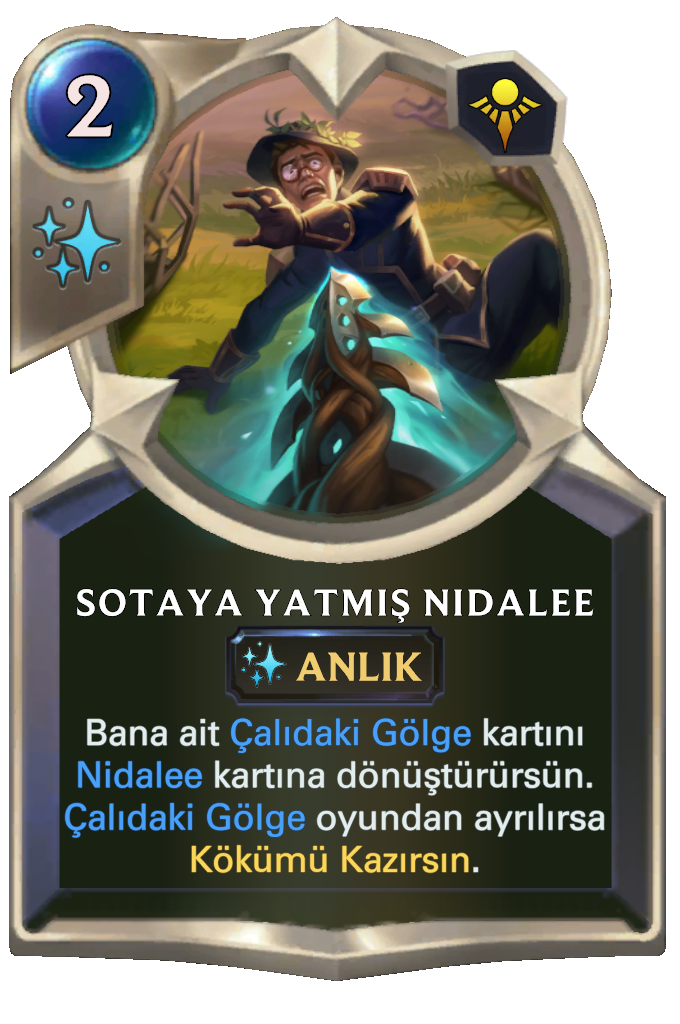 2
SOTAYA YATMIŞ NIDALEE
ANLIK
Bana ait Çalıdaki Gölge kartını
Nidalee kartına dönüştürürsün.
Çalıdaki Gölge oyundan ayrılırsa
Kökümü Kazırsın.